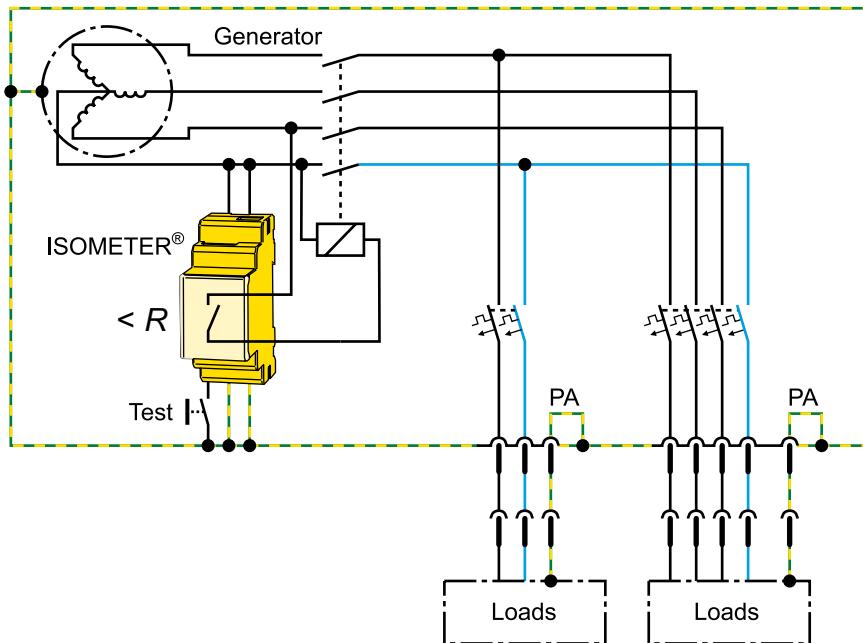 Generator
ISOMETER®
< R
Test
PA
PA
Loads
Loads